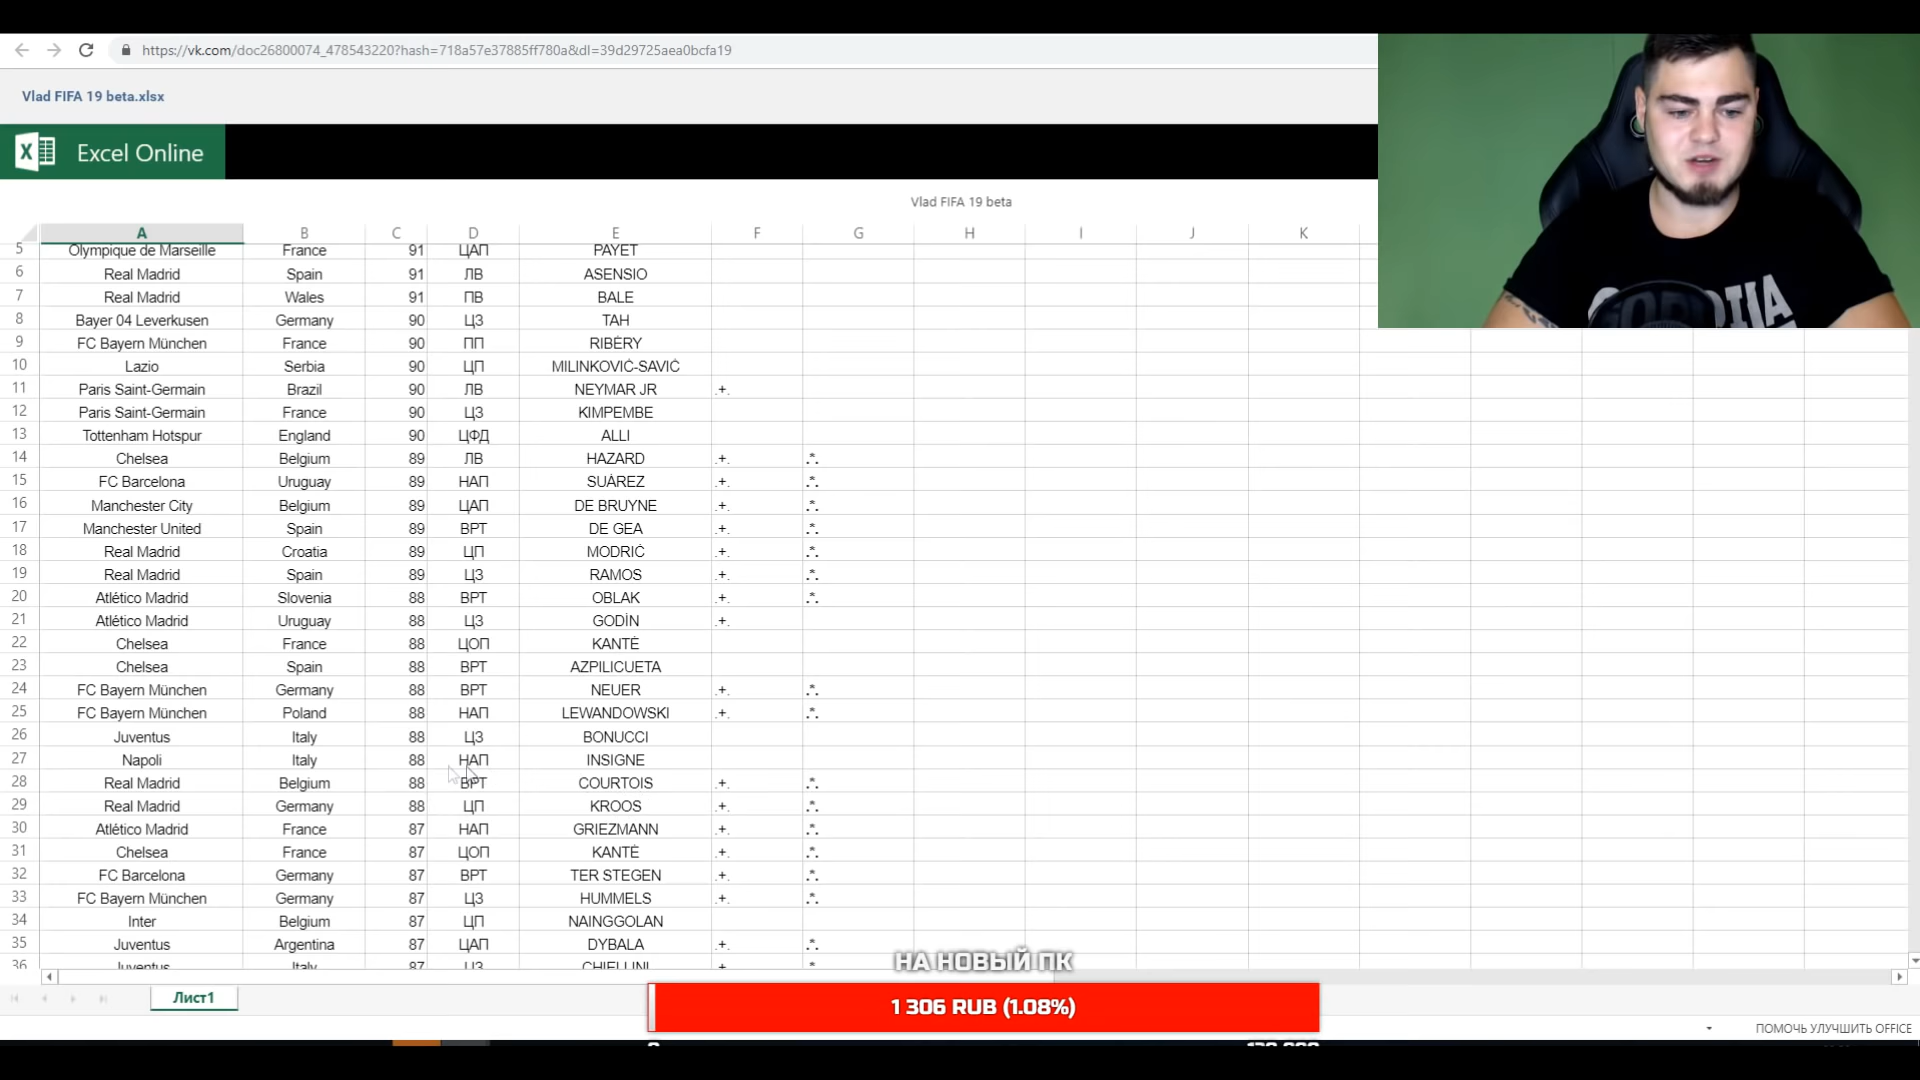 https://vk.com/doc26800074_478543220?hash=718a57e37885ff780a&dl=39d29725aea0bcfa19
Vlad FIFA 19 beta.xlsx
Excel Online
Vlad FIFA 19 beta
A B C D E F G H I J K
5 Olympique de Marseille France 91 ЦАП PAYET
6 Real Madrid Spain 91 ЛВ ASENSIO
7 Real Madrid Wales 91 ПВ BALE
8 Bayer 04 Leverkusen Germany 90 ЦЗ TAH
9 FC Bayern München France 90 ПП RIBÉRY
10 Lazio Serbia 90 ЦП MILINKOVIĆ-SAVIĆ
11 Paris Saint-Germain Brazil 90 ЛВ NEYMAR JR .+.
12 Paris Saint-Germain France 90 ЦЗ KIMPEMBE
13 Tottenham Hotspur England 90 ЦФД ALLI
14 Chelsea Belgium 89 ЛВ HAZARD .+. .*.
15 FC Barcelona Uruguay 89 НАП SUÁREZ .+. .*.
16 Manchester City Belgium 89 ЦАП DE BRUYNE .+. .*.
17 Manchester United Spain 89 ВРТ DE GEA .+. .*.
18 Real Madrid Croatia 89 ЦП MODRIĆ .+. .*.
19 Real Madrid Spain 89 ЦЗ RAMOS .+. .*.
20 Atlético Madrid Slovenia 88 ВРТ OBLAK .+. .*.
21 Atlético Madrid Uruguay 88 ЦЗ GODÍN .+.
22 Chelsea France 88 ЦОП KANTÉ
23 Chelsea Spain 88 ВРТ AZPILICUETA
24 FC Bayern München Germany 88 ВРТ NEUER .+. .*.
25 FC Bayern München Poland 88 НАП LEWANDOWSKI .+. .*.
26 Juventus Italy 88 ЦЗ BONUCCI
27 Napoli Italy 88 НАП INSIGNE
28 Real Madrid Belgium 88 ВРТ COURTOIS .+. .*.
29 Real Madrid Germany 88 ЦП KROOS .+. .*.
30 Atlético Madrid France 87 НАП GRIEZMANN .+. .*.
31 Chelsea France 87 ЦОП KANTÉ .+. .*.
32 FC Barcelona Germany 87 ВРТ TER STEGEN .+. .*.
33 FC Bayern München Germany 87 ЦЗ HUMMELS .+. .*.
34 Inter Belgium 87 ЦП NAINGGOLAN
35 Juventus Argentina 87 ЦАП DYBALA .+. .*.
36 Juventus Italy 87 ЦЗ CHIELLINI
НА НОВЫЙ ПК
Лист1
1 306 RUB (1.08%)
ПОМОЧЬ УЛУЧШИТЬ OFFICE